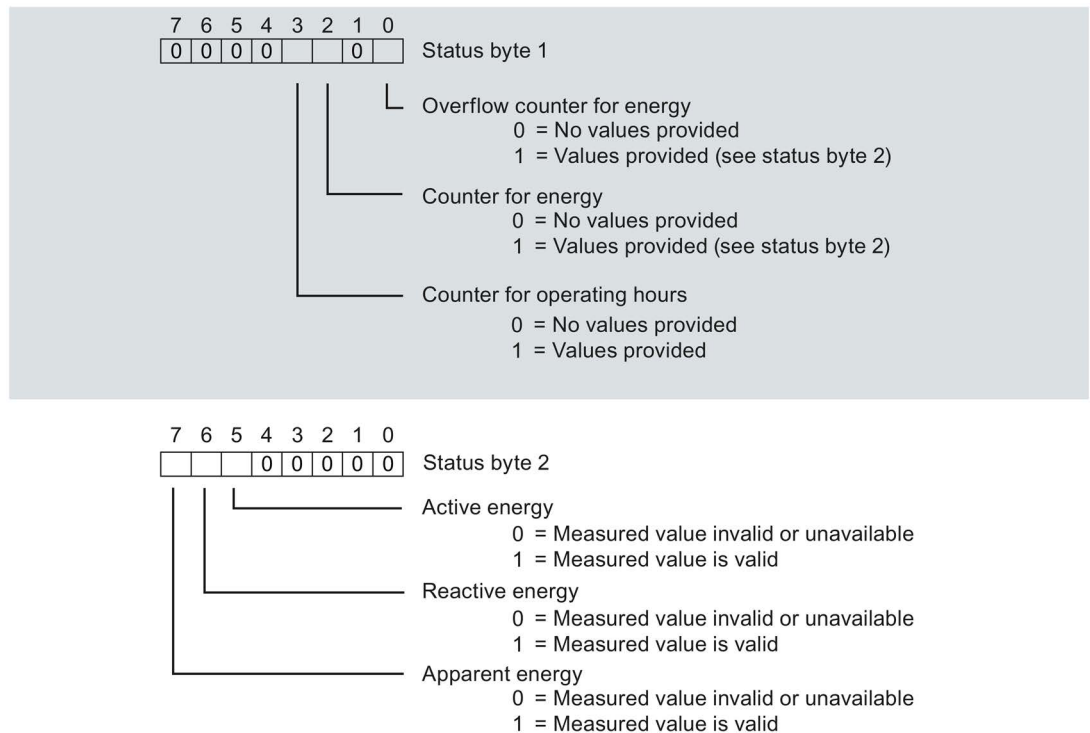 7 6 5 4 3 2 1 0
0 0 0 0 0 Status byte 1
Overflow counter for energy
0 = No values provided
1 = Values provided (see status byte 2)
Counter for energy
0 = No values provided
1 = Values provided (see status byte 2)
Counter for operating hours
0 = No values provided
1 = Values provided
7 6 5 4 3 2 1 0
0 0 0 0 0 Status byte 2
Active energy
0 = Measured value invalid or unavailable
1 = Measured value is valid
Reactive energy
0 = Measured value invalid or unavailable
1 = Measured value is valid
Apparent energy
0 = Measured value invalid or unavailable
1 = Measured value is valid